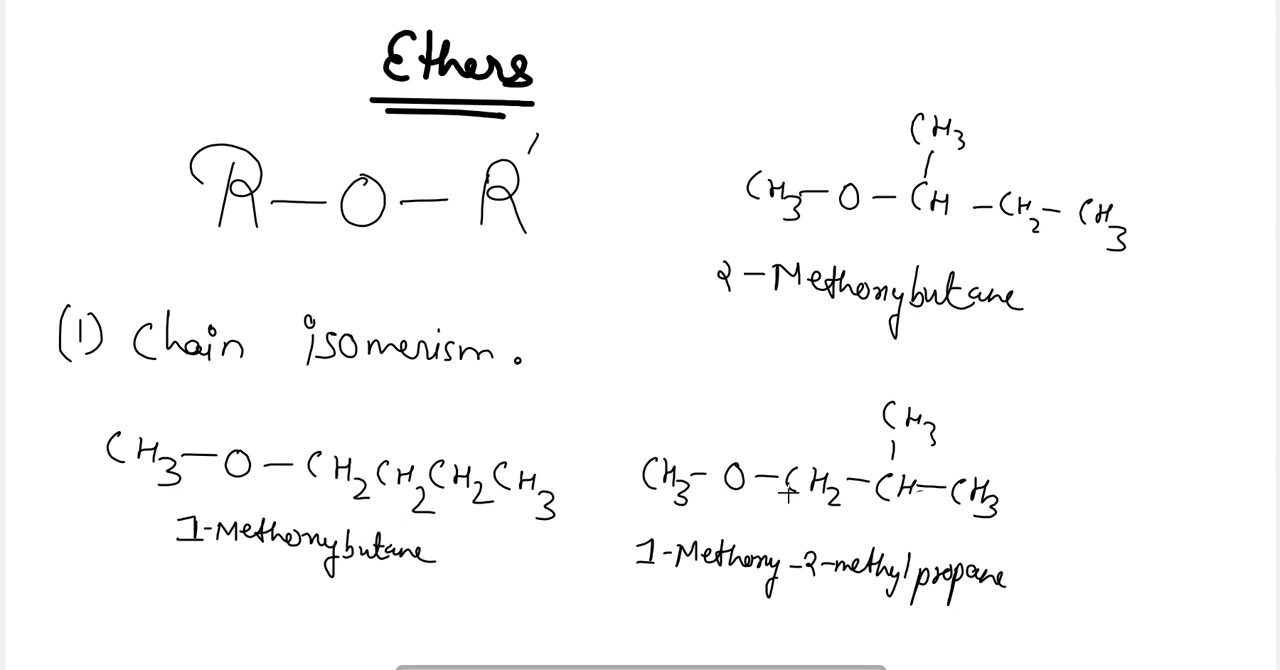 Ethers
R-O-R'
CH3
CH3-O-CH-CH2-CH3
2-Methoxybutane
(1) Chain isomerism.
CH3-O-CH2CH2CH2CH3
1-Methoxybutane
CH3
CH3-O-CH2-CH-CH3
1-Methoxy-2-methylpropane